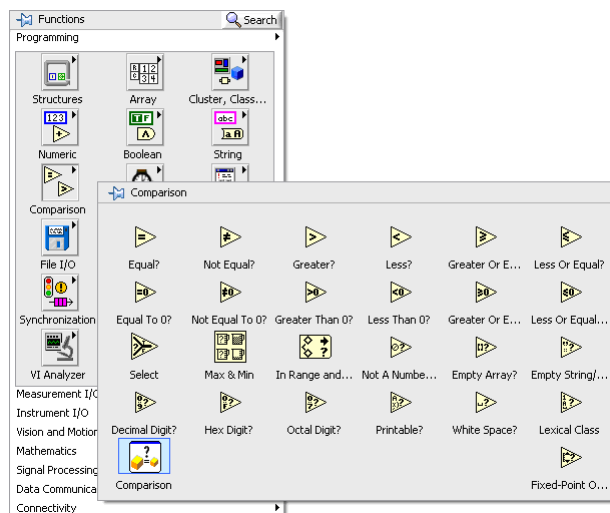 Functions
Search
Programming
Structures
Array
Cluster, Class...
Numeric
Boolean
String
Comparison
File I/O
Synchronization
VI Analyzer
Measurement I/O
Instrument I/O
Vision and Motion
Mathematics
Signal Processing
Data Communica
Connectivity
Comparison
Equal? Not Equal? Greater? Less? Greater Or E... Less Or Equal?
Equal To 0? Not Equal To 0? Greater Than 0? Less Than 0? Greater Or E... Less Or Equal...
Select Max & Min In Range and... Not A Numbe... Empty Array? Empty String/...
Decimal Digit? Hex Digit? Octal Digit? Printable? White Space? Lexical Class
Comparison Fixed-Point O...